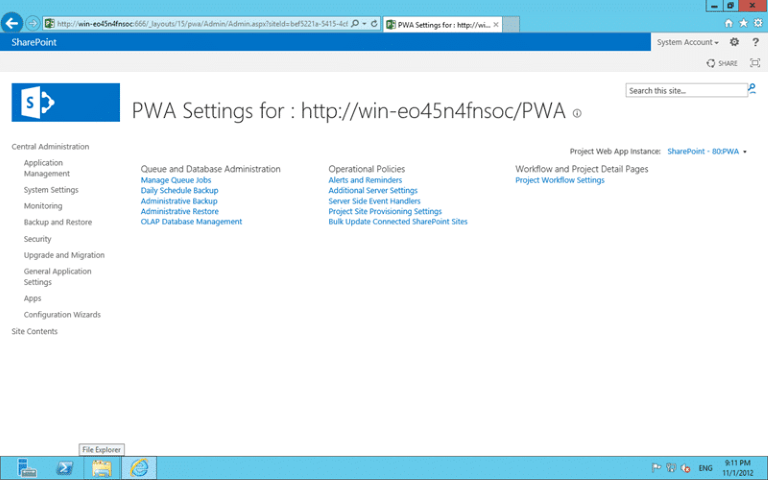 http://win-eo45n4fnsoc:666/_layouts/15/pwa/Admin/Admin.aspx?siteId=bef5221a-5415-4c
PWA Settings for : http://wi...
SharePoint
System Account
?
SHARE
S
PWA Settings for : http://win-eo45n4fnsoc/PWA
Search this site...
Project Web App Instance: SharePoint - 80:PWA
Central Administration
Application
Management
System Settings
Monitoring
Backup and Restore
Security
Upgrade and Migration
General Application
Settings
Apps
Configuration Wizards
Site Contents
Queue and Database Administration
Manage Queue Jobs
Daily Schedule Backup
Administrative Backup
Administrative Restore
OLAP Database Management
Operational Policies
Alerts and Reminders
Additional Server Settings
Server Side Event Handlers
Project Site Provisioning Settings
Bulk Update Connected SharePoint Sites
Workflow and Project Detail Pages
Project Workflow Settings
File Explorer
ENG
9:11 PM
11/1/2012